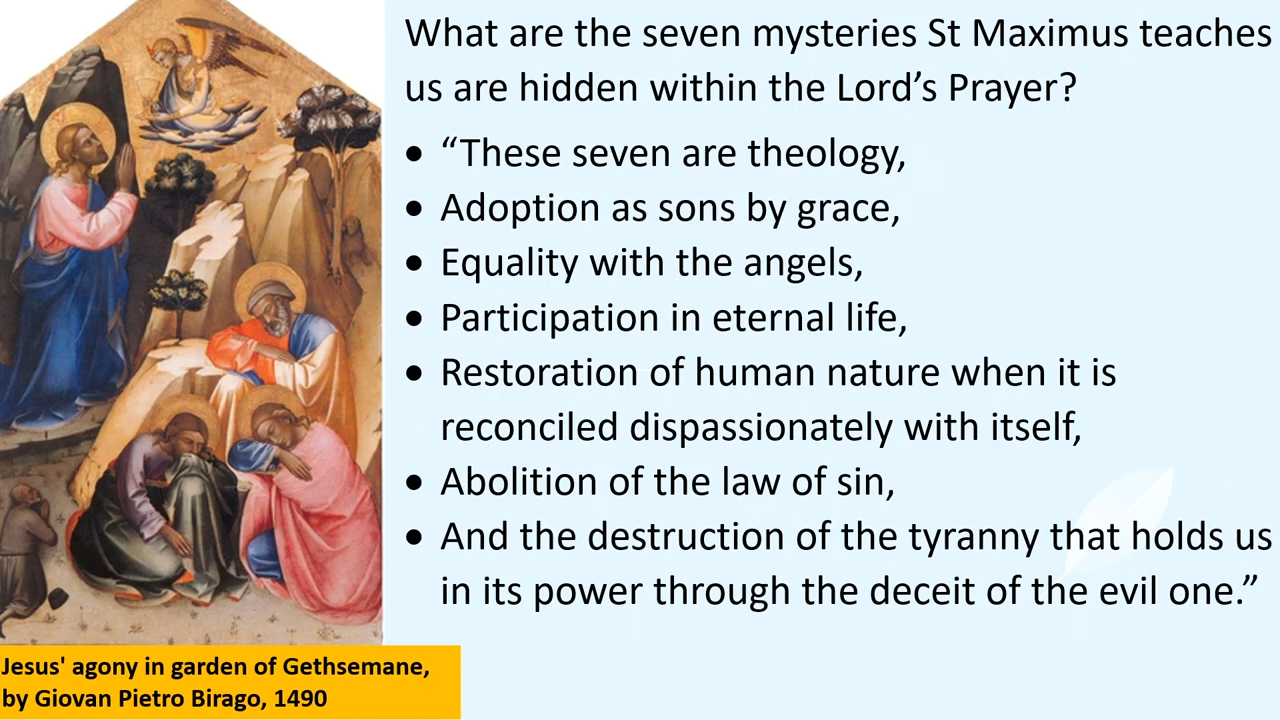 What are the seven mysteries St Maximus teaches
us are hidden within the Lord’s Prayer?
• “These seven are theology,
• Adoption as sons by grace,
• Equality with the angels,
• Participation in eternal life,
• Restoration of human nature when it is
reconciled dispassionately with itself,
• Abolition of the law of sin,
• And the destruction of the tyranny that holds us
in its power through the deceit of the evil one.”
Jesus' agony in garden of Gethsemane,
by Giovan Pietro Birago, 1490